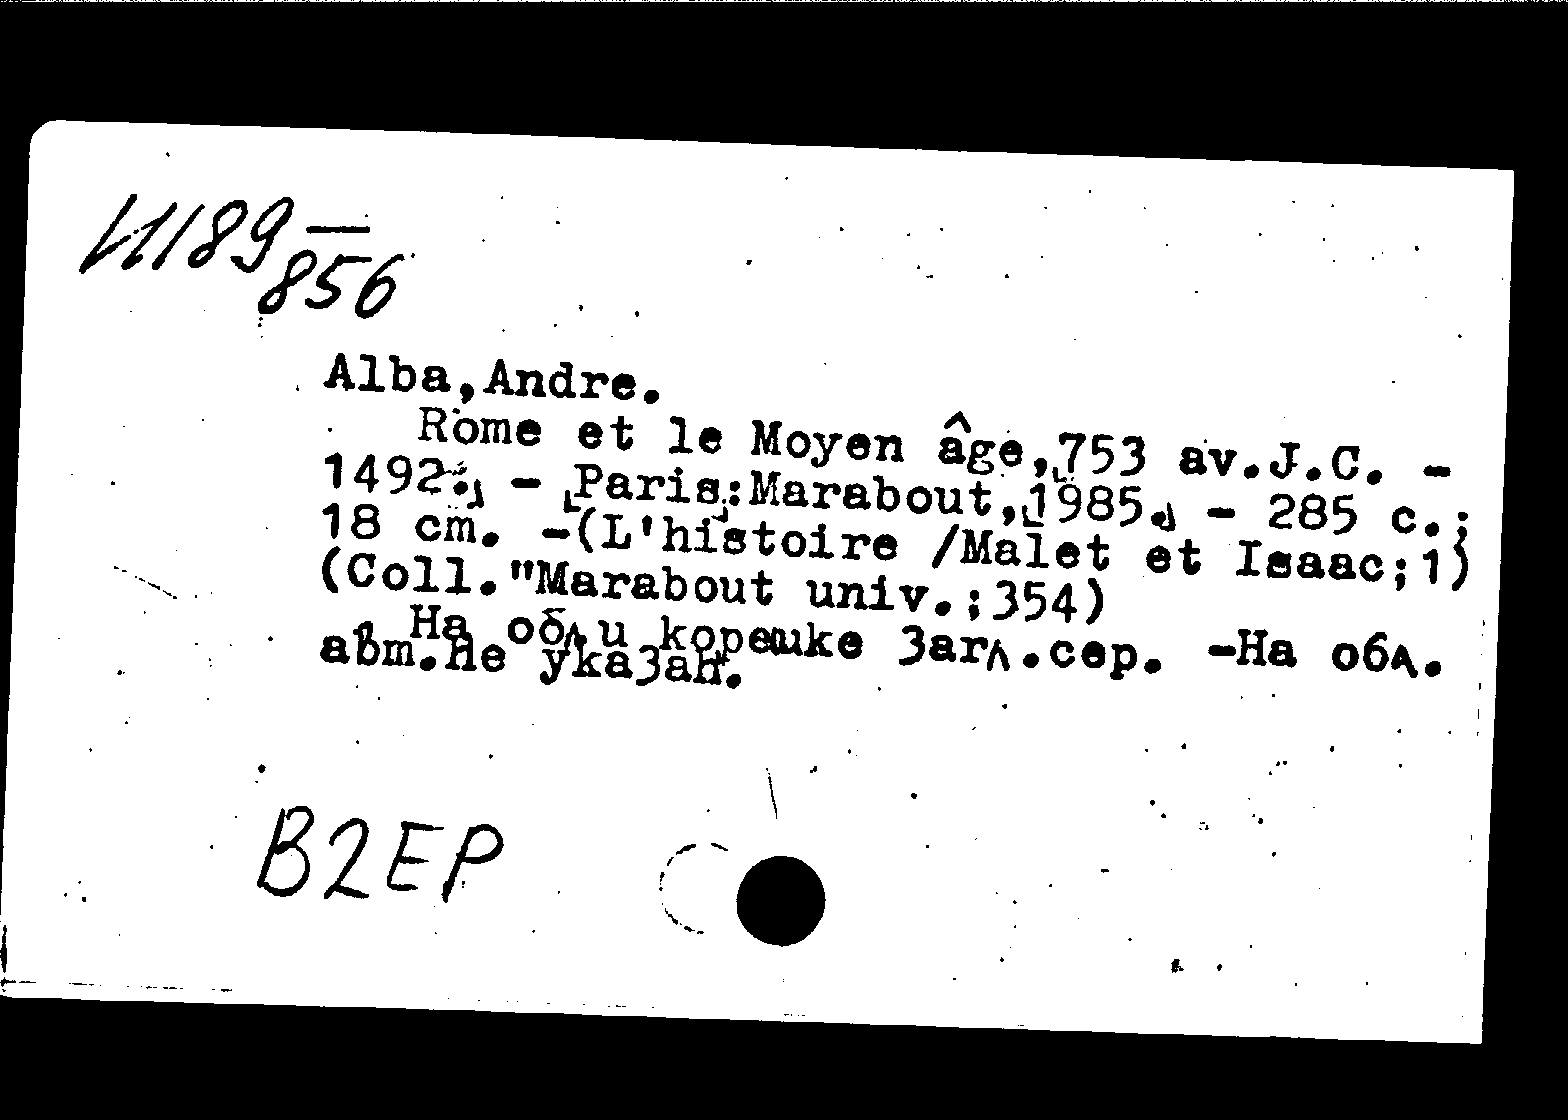 И189-
856
Alba,Andre.
Rome et le Moyen âge,[753 av.J.C. -
1492.] - [Paris]:Marabout,[1985.] - 285 c.;
18 cm. -(L'histoire /Malet et Isaac;1)
(Coll."Marabout univ.;354)
На обл и корешке Загл.сер. -На обл.
авт.не указан.
В2ЕР